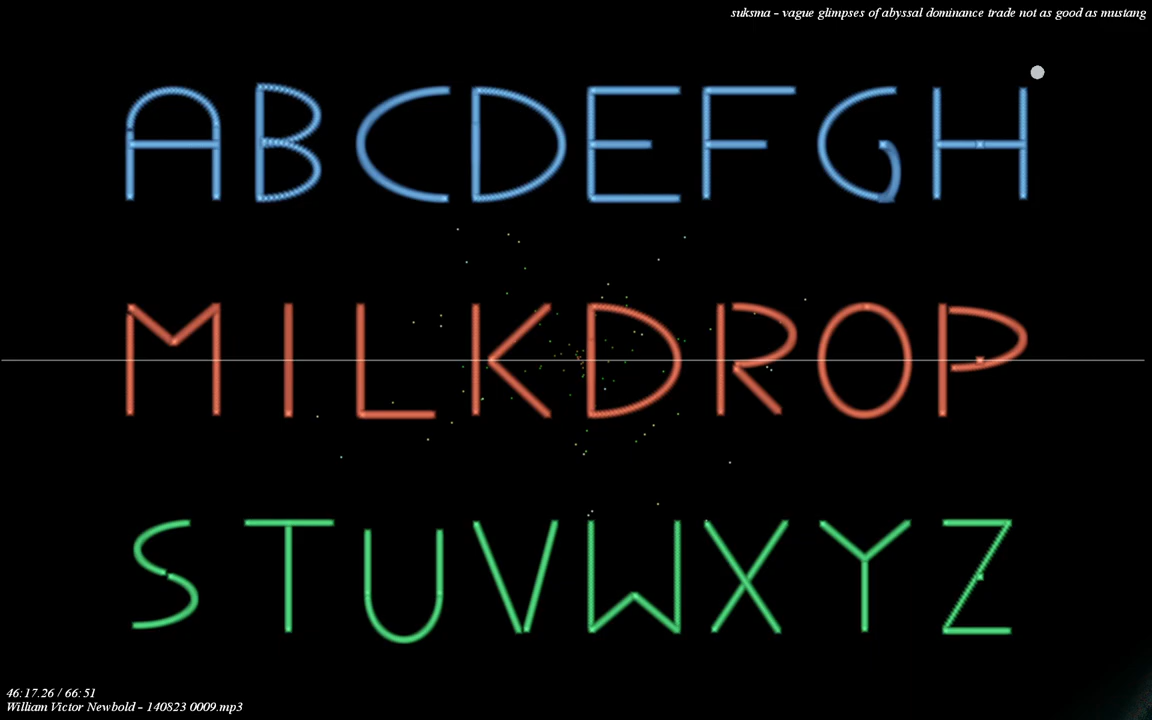 suksma - vague glimpses of abyssal dominance trade not as good as mustang
ABCDEFGH
MILKDROP
STUVWXYZ
46:17.26 / 66:51
William Victor Newbold - 140823 0009.mp3